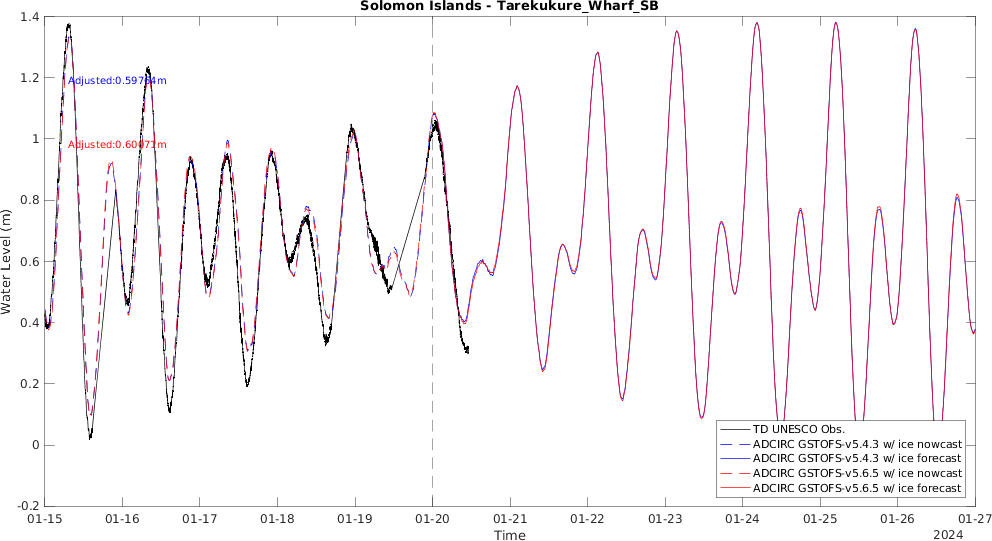 Solomon Islands - Tarekukure_Wharf_SB
1.4
1.2
1
0.8
0.6
0.4
0.2
0
-0.2
Water Level (m)
Adjusted:0.59764m
Adjusted:0.60071m
TD UNESCO Obs.
ADCIRC GSTOFS-v5.4.3 w/ ice nowcast
ADCIRC GSTOFS-v5.4.3 w/ ice forecast
ADCIRC GSTOFS-v5.6.5 w/ ice nowcast
ADCIRC GSTOFS-v5.6.5 w/ ice forecast
01-15 01-16 01-17 01-18 01-19 01-20 01-21 01-22 01-23 01-24 01-25 01-26 01-27
Time
2024